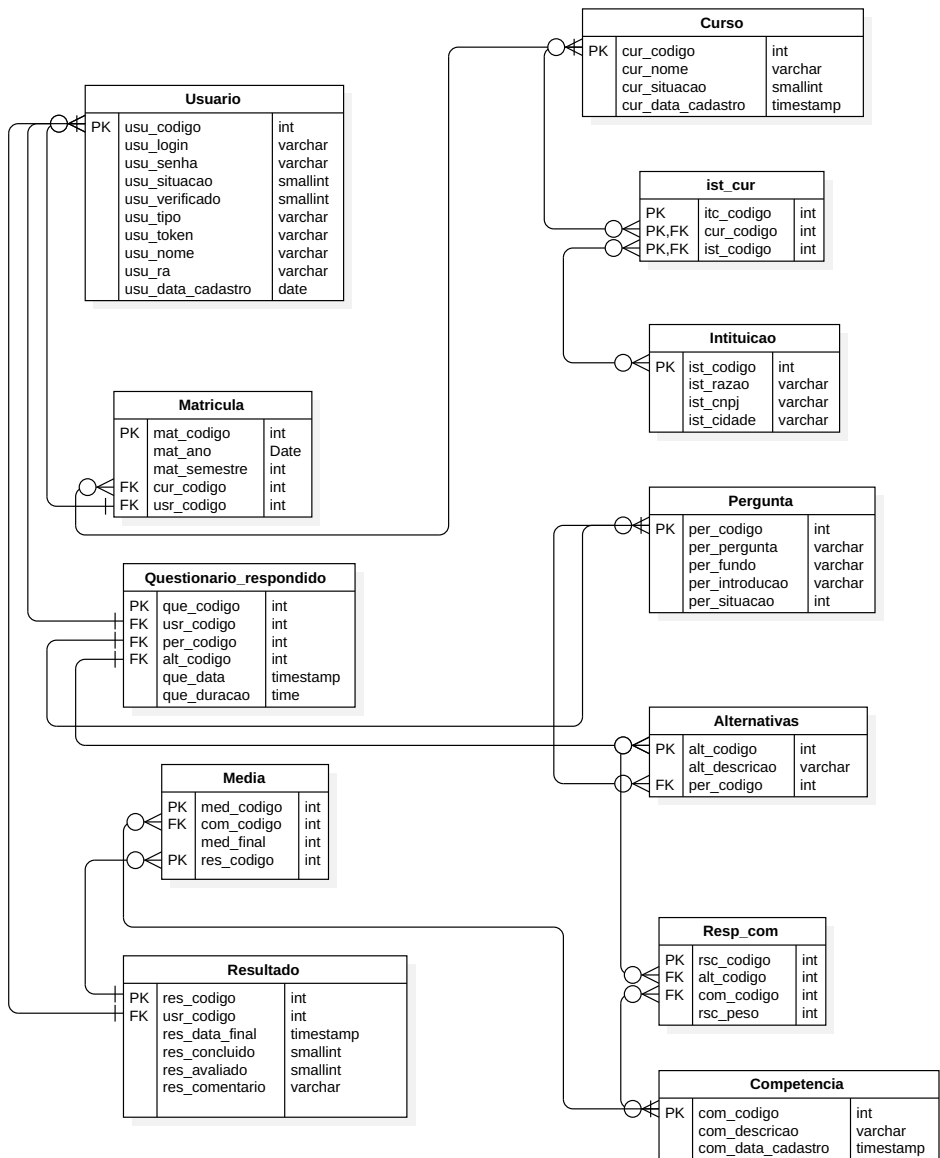 Curso
PK cur_codigo int
cur_nome varchar
cur_situacao smallint
cur_data_cadastro timestamp
Usuario
PK usu_codigo int
usu_login varchar
usu_senha varchar
usu_situacao smallint
usu_verificado smallint
usu_tipo varchar
usu_token varchar
usu_nome varchar
usu_ra varchar
usu_data_cadastro date
ist_cur
PK itc_codigo int
PK,FK cur_codigo int
PK,FK ist_codigo int
Intituicao
PK ist_codigo int
ist_razao varchar
ist_cnpj varchar
ist_cidade varchar
Matricula
PK mat_codigo int
mat_ano Date
mat_semestre int
FK cur_codigo int
FK usr_codigo int
Pergunta
PK per_codigo int
per_pergunta varchar
per_fundo varchar
per_introducao varchar
per_situacao int
Questionario_respondido
PK que_codigo int
FK usr_codigo int
FK per_codigo int
FK alt_codigo int
que_data timestamp
que_duracao time
Alternativas
PK alt_codigo int
alt_descricao varchar
FK per_codigo int
Media
PK med_codigo int
FK com_codigo int
med_final int
PK res_codigo int
Resp_com
PK rsc_codigo int
FK alt_codigo int
FK com_codigo int
rsc_peso int
Resultado
PK res_codigo int
FK usr_codigo int
res_data_final timestamp
res_concluido smallint
res_avaliado smallint
res_comentario varchar
Competencia
PK com_codigo int
com_descricao varchar
com_data_cadastro timestamp